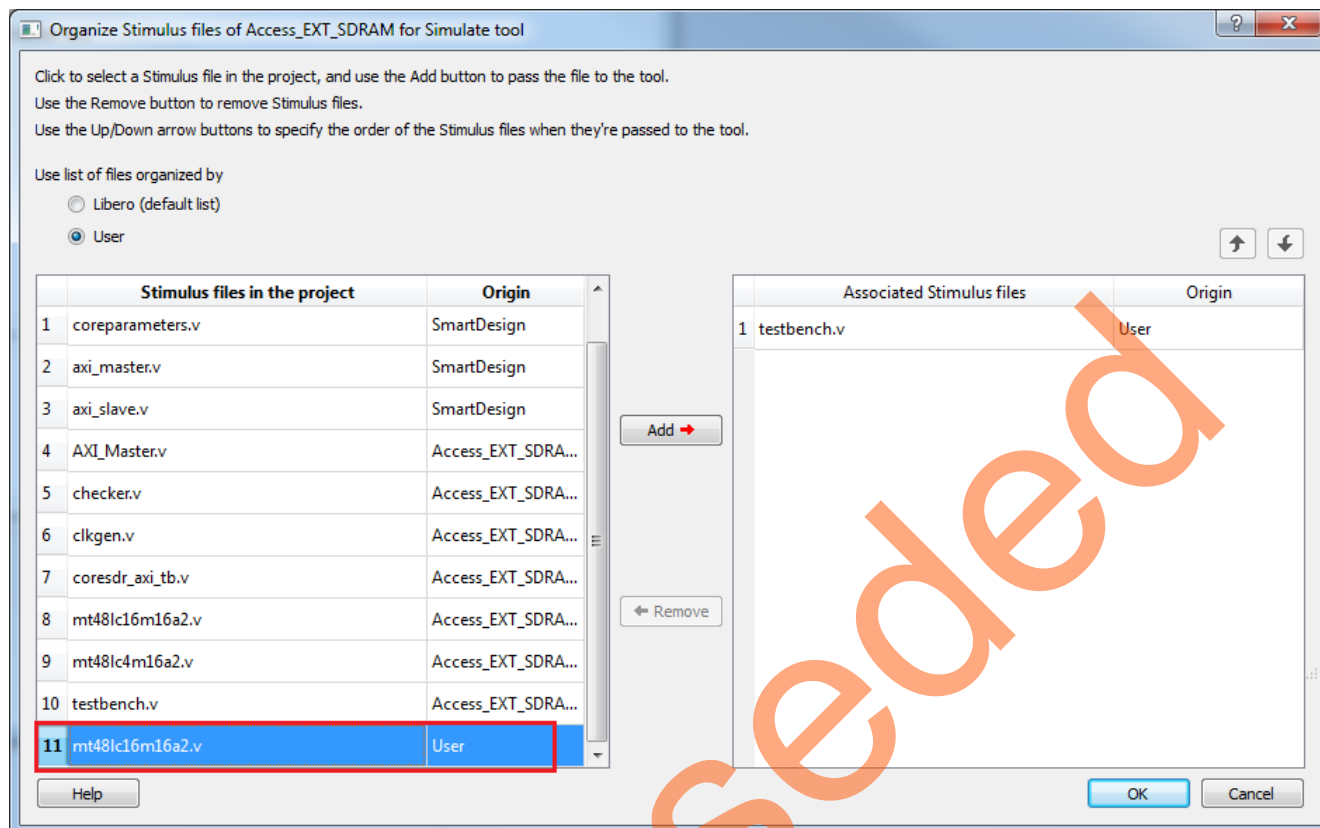 Organize Stimulus files of Access_EXT_SDRAM for Simulate tool
Click to select a Stimulus file in the project, and use the Add button to pass the file to the tool.
Use the Remove button to remove Stimulus files.
Use the Up/Down arrow buttons to specify the order of the Stimulus files when they're passed to the tool.
Use list of files organized by
Libero (default list)
User
Stimulus files in the project Origin
1 coreparameters.v SmartDesign
2 axi_master.v SmartDesign
3 axi_slave.v SmartDesign
4 AXI_Master.v Access_EXT_SDRA...
5 checker.v Access_EXT_SDRA...
6 clkgen.v Access_EXT_SDRA...
7 coresdr_axi_tb.v Access_EXT_SDRA...
8 mt48lc16m16a2.v Access_EXT_SDRA...
9 mt48lc4m16a2.v Access_EXT_SDRA...
10 testbench.v Access_EXT_SDRA...
11 mt48lc16m16a2.v User
Add
Remove
Associated Stimulus files Origin
1 testbench.v User
Help
OK Cancel
seded